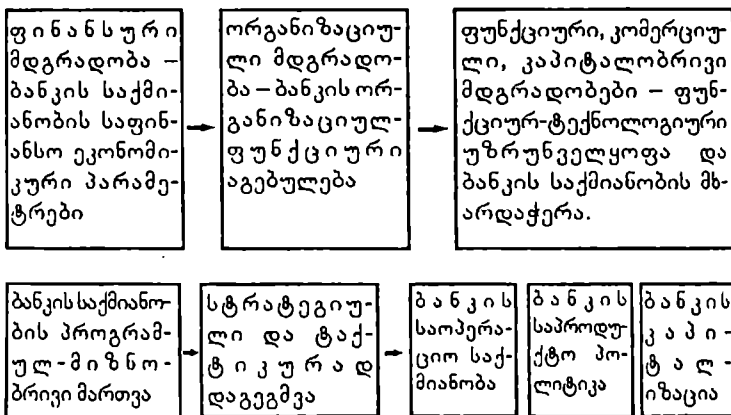 ფინანსური
მდგრადობა –
ბანკის საქმი-
ანობის საფინ-
ანსო ეკონომი-
კური პარამე-
ტრები
ორგანიზაციუ-
ლი მდგრადო-
ბა – ბანკის ორ-
განიზაციულ-
ფუნქციური
აგებულება
ფუნქციური, კომერციუ-
ლი, კაპიტალობრივი
მდგრადობები – ფუნ-
ქციურ-ტექნოლოგიური
უზრუნველყოფა და
ბანკის საქმიანობის მხ-
არდაჭერა.
ბანკის საქმიანო-
ბის პროგრამ-
ულ-მიზნო-
ბრივი მართვა
სტრატეგიუ-
ლი და ტაქ-
ტიკურად
დაგეგმვა
ბანკის
საოპერა-
ციო საქ-
მიანობა
ბანკის
საპროდუ-
ქტო პო-
ლიტიკა
ბანკის
კაპი-
ტალ-
იზაცია